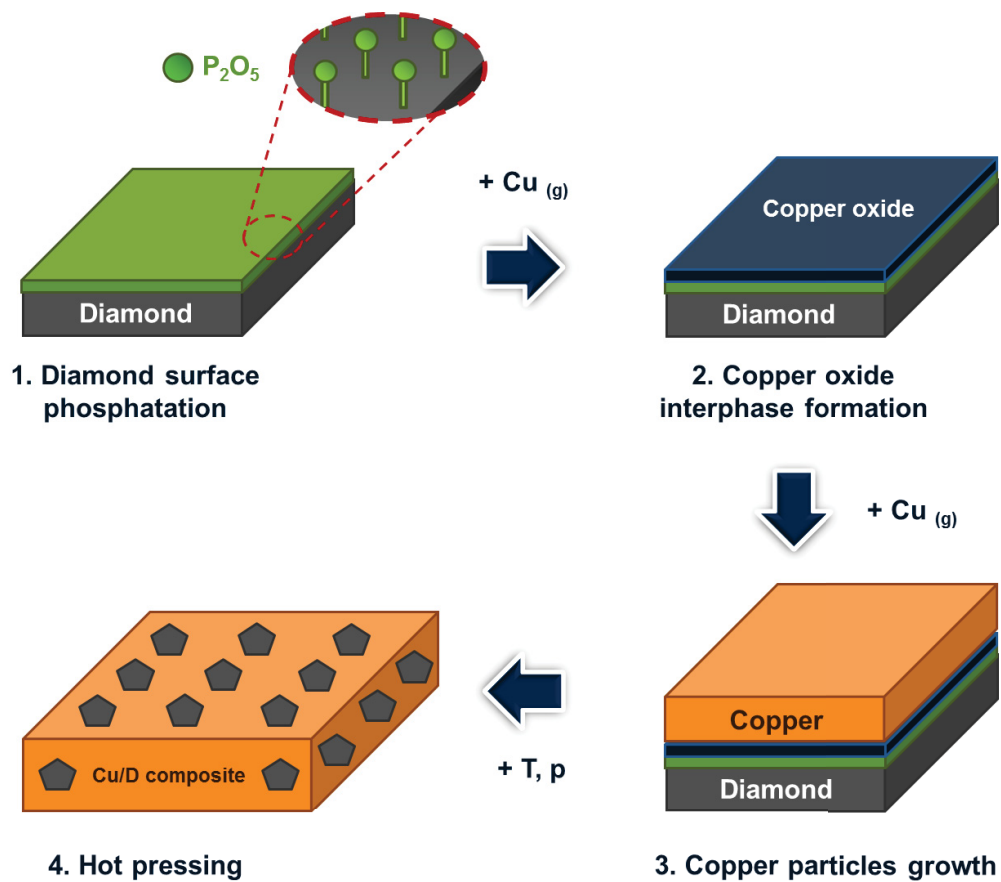 P₂O₅
+ Cu (g)
Diamond
1. Diamond surface
phosphatation
Copper oxide
Diamond
2. Copper oxide
interphase formation
+ Cu (g)
Copper
Diamond
3. Copper particles growth
+ T, p
Cu/D composite
4. Hot pressing